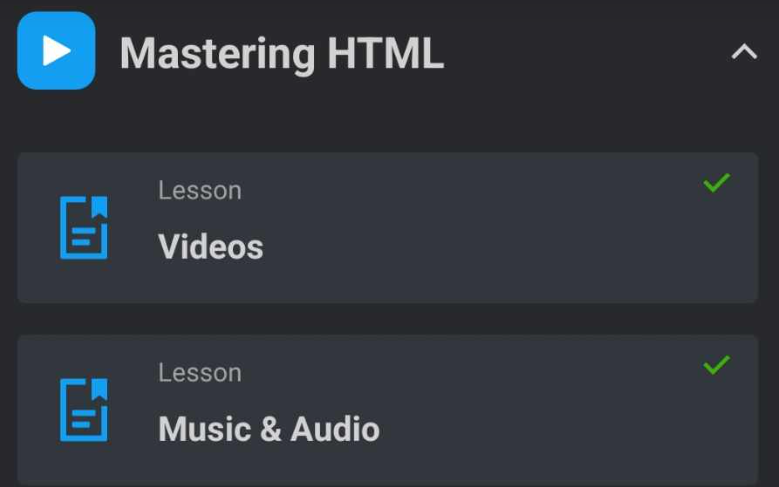 Mastering HTML
Lesson
Videos
Lesson
Music & Audio